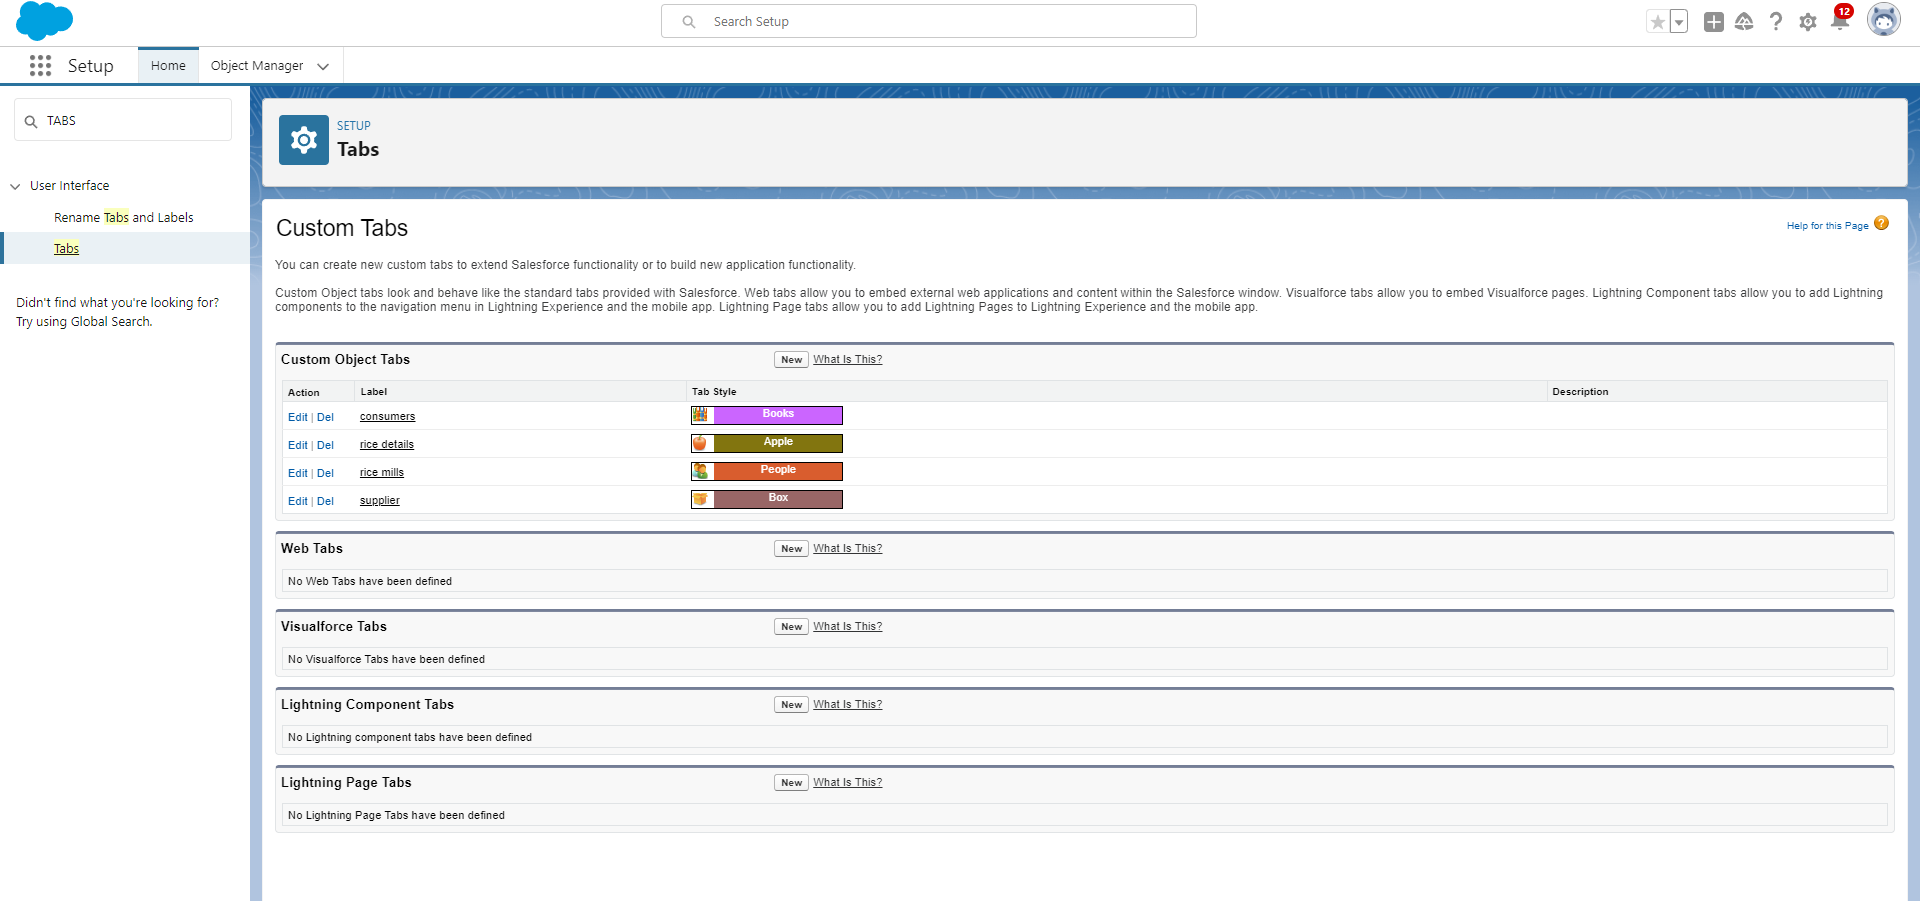 Search Setup
12
Setup
Home
Object Manager
TABS
User Interface
Rename Tabs and Labels
Tabs
Didn't find what you're looking for?
Try using Global Search.
SETUP
Tabs
Custom Tabs
Help for this Page
You can create new custom tabs to extend Salesforce functionality or to build new application functionality.
Custom Object tabs look and behave like the standard tabs provided with Salesforce. Web tabs allow you to embed external web applications and content within the Salesforce window. Visualforce tabs allow you to embed Visualforce pages. Lightning Component tabs allow you to add Lightning
components to the navigation menu in Lightning Experience and the mobile app. Lightning Page tabs allow you to add Lightning Pages to Lightning Experience and the mobile app.
Custom Object Tabs New What Is This?
Action Label Tab Style Description
Edit | Del consumers Books
Edit | Del rice details Apple
Edit | Del rice mills People
Edit | Del supplier Box
Web Tabs New What Is This?
No Web Tabs have been defined
Visualforce Tabs New What Is This?
No Visualforce Tabs have been defined
Lightning Component Tabs New What Is This?
No Lightning component tabs have been defined
Lightning Page Tabs New What Is This?
No Lightning Page Tabs have been defined